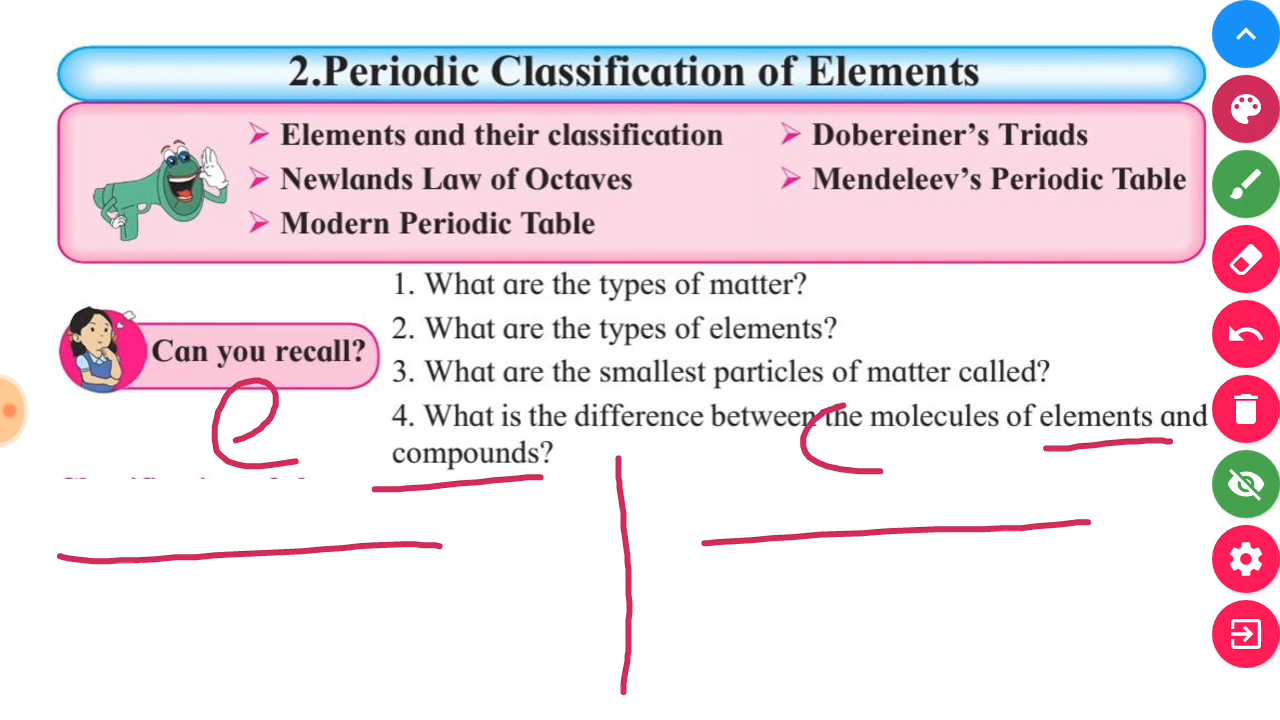 2.Periodic Classification of Elements
Elements and their classification
Dobereiner's Triads
Newlands Law of Octaves
Mendeleev's Periodic Table
Modern Periodic Table
Can you recall?
1. What are the types of matter?
2. What are the types of elements?
3. What are the smallest particles of matter called?
4. What is the difference between the molecules of elements and
compounds?
e
c